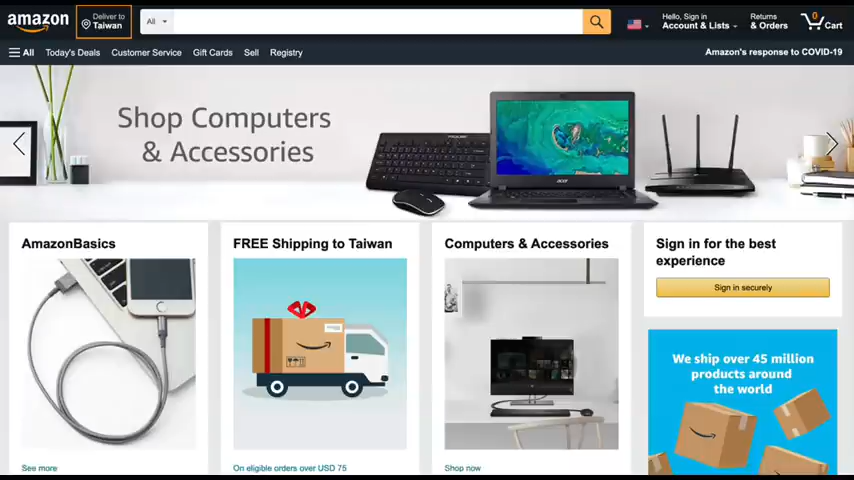 amazon
Deliver to
Taiwan
All
Hello, Sign in
Account & Lists
Returns
& Orders
0
Cart
All
Today's Deals
Customer Service
Gift Cards
Sell
Registry
Amazon's response to COVID-19
Shop Computers
& Accessories
acer
AmazonBasics
FREE Shipping to Taiwan
Computers & Accessories
Sign in for the best
experience
Sign in securely
We ship over 45 million
products around
the world
See more
On eligible orders over USD 75
Shop now